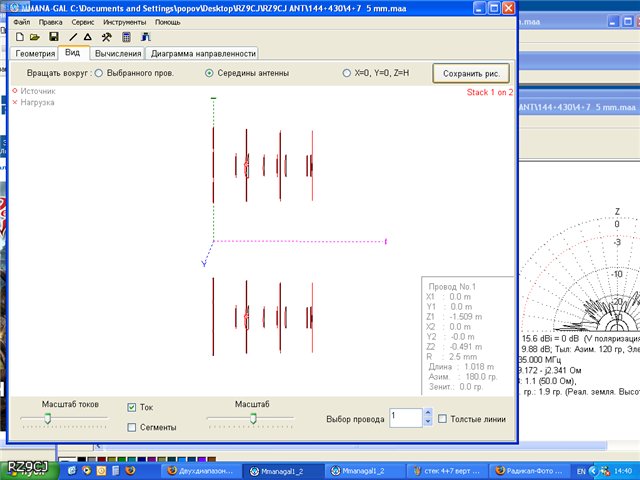 MMANA-GAL C:\Documents and Settings\popov\Desktop\RZ9CJ\RZ9CJ ANT\144+430\4+7 5 mm.maa
Файл Правка Сервис Инструменты Помощь
Геометрия Вид Вычисления Диаграмма направленности
Вращать вокруг : Выбранного пров. Середины антенны X=0, Y=0, Z=H Сохранить рис.
Источник
Нагрузка
Stack 1 on 2
ANT\144+430\4+7 5 mm.maa
Z
0
-3
-10
-20
Провод No.1
X1 : 0.0 m
Y1 : 0.0 m
Z1 : -1.509 m
X2 : 0.0 m
Y2 : -0.0 m
Z2 : -0.491 m
R : 2.5 mm
Длина : 1.018 m
Азим. : 180.0 гр.
Зенит.: 0.0 гр.
15.6 dBi = 0 dB (V поляризация
9.88 dB; Тыл: Азим. 120 гр, Эле
35.000 МГц
9.172 - j2.341 Ом
: 1.1 (50.0 Ом),
гр.: 1.9 гр. (Реал. земля. Высот
Масштаб токов Ток Масштаб Выбор провода 1 Толстые линии
Сегменты
RZ9CJ
Двухдиапазон... Mmanagal1_2 Mmanagal1_2 стек 4+7 верт ... Радикал-Фото ... EN 14:40